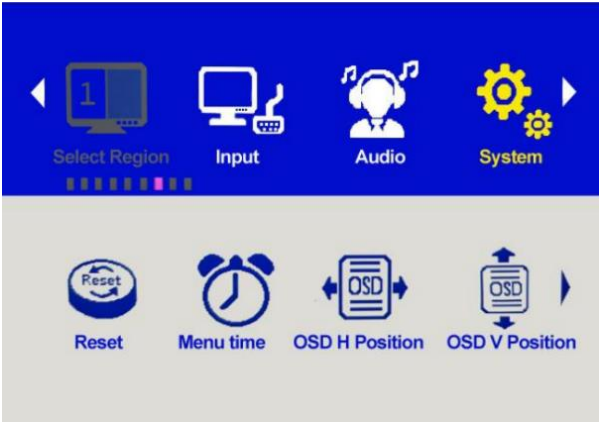 1
Select Region
Input
Audio
System
Reset
OSD
OSD
Reset
Menu time
OSD H Position
OSD V Position